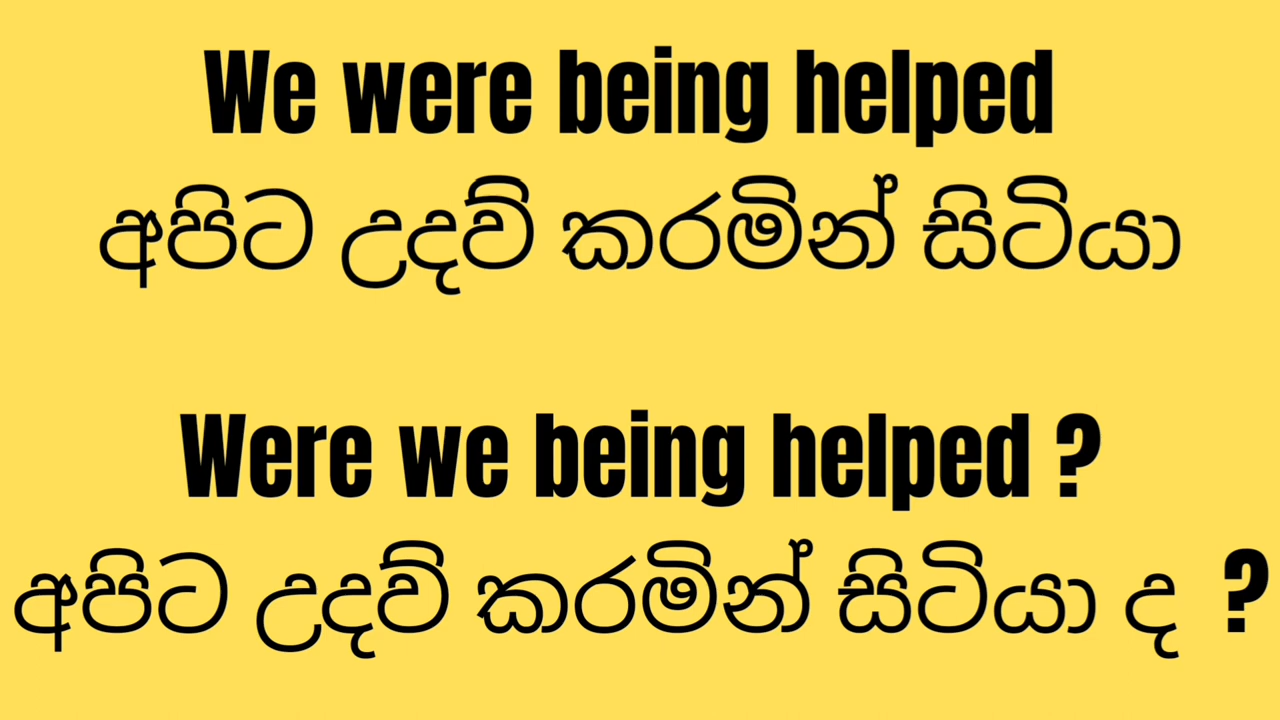 We were being helped
අපිට උදව් කරමින් සිටියා
Were we being helped ?
අපිට උදව් කරමින් සිටියා ද ?